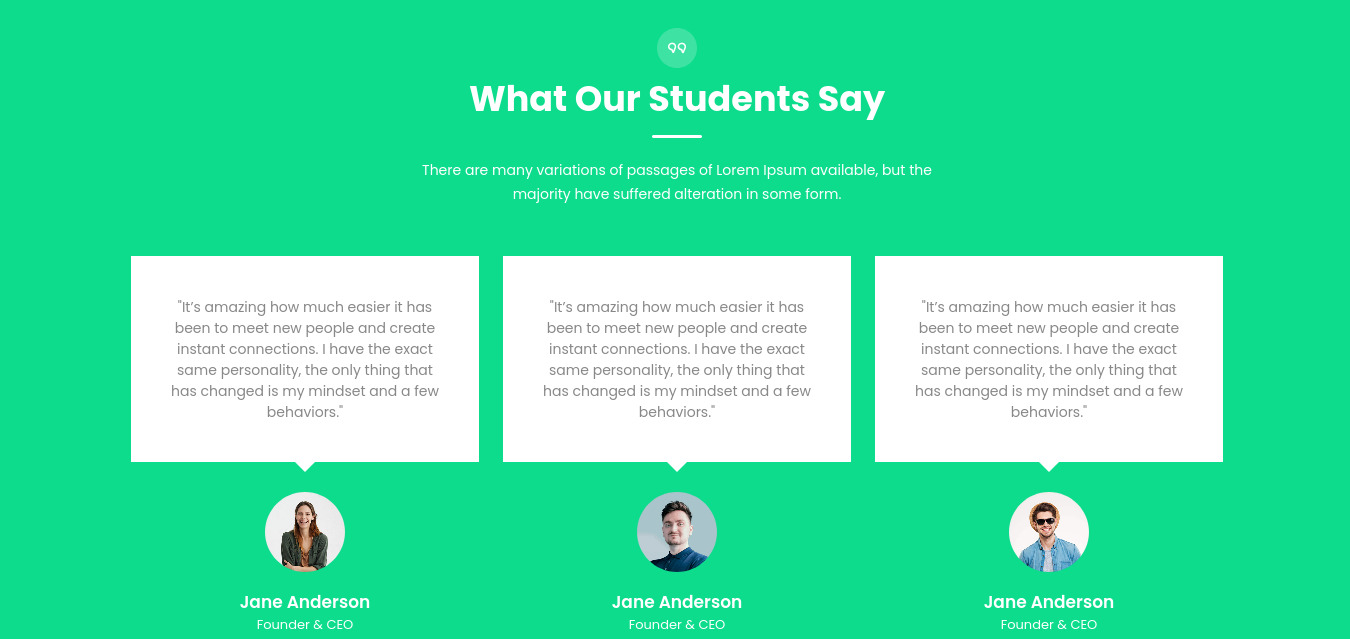 What Our Students Say
There are many variations of passages of Lorem Ipsum available, but the
majority have suffered alteration in some form.
"It’s amazing how much easier it has
been to meet new people and create
instant connections. I have the exact
same personality, the only thing that
has changed is my mindset and a few
behaviors."
"It’s amazing how much easier it has
been to meet new people and create
instant connections. I have the exact
same personality, the only thing that
has changed is my mindset and a few
behaviors."
"It’s amazing how much easier it has
been to meet new people and create
instant connections. I have the exact
same personality, the only thing that
has changed is my mindset and a few
behaviors."
Jane Anderson
Founder & CEO
Jane Anderson
Founder & CEO
Jane Anderson
Founder & CEO